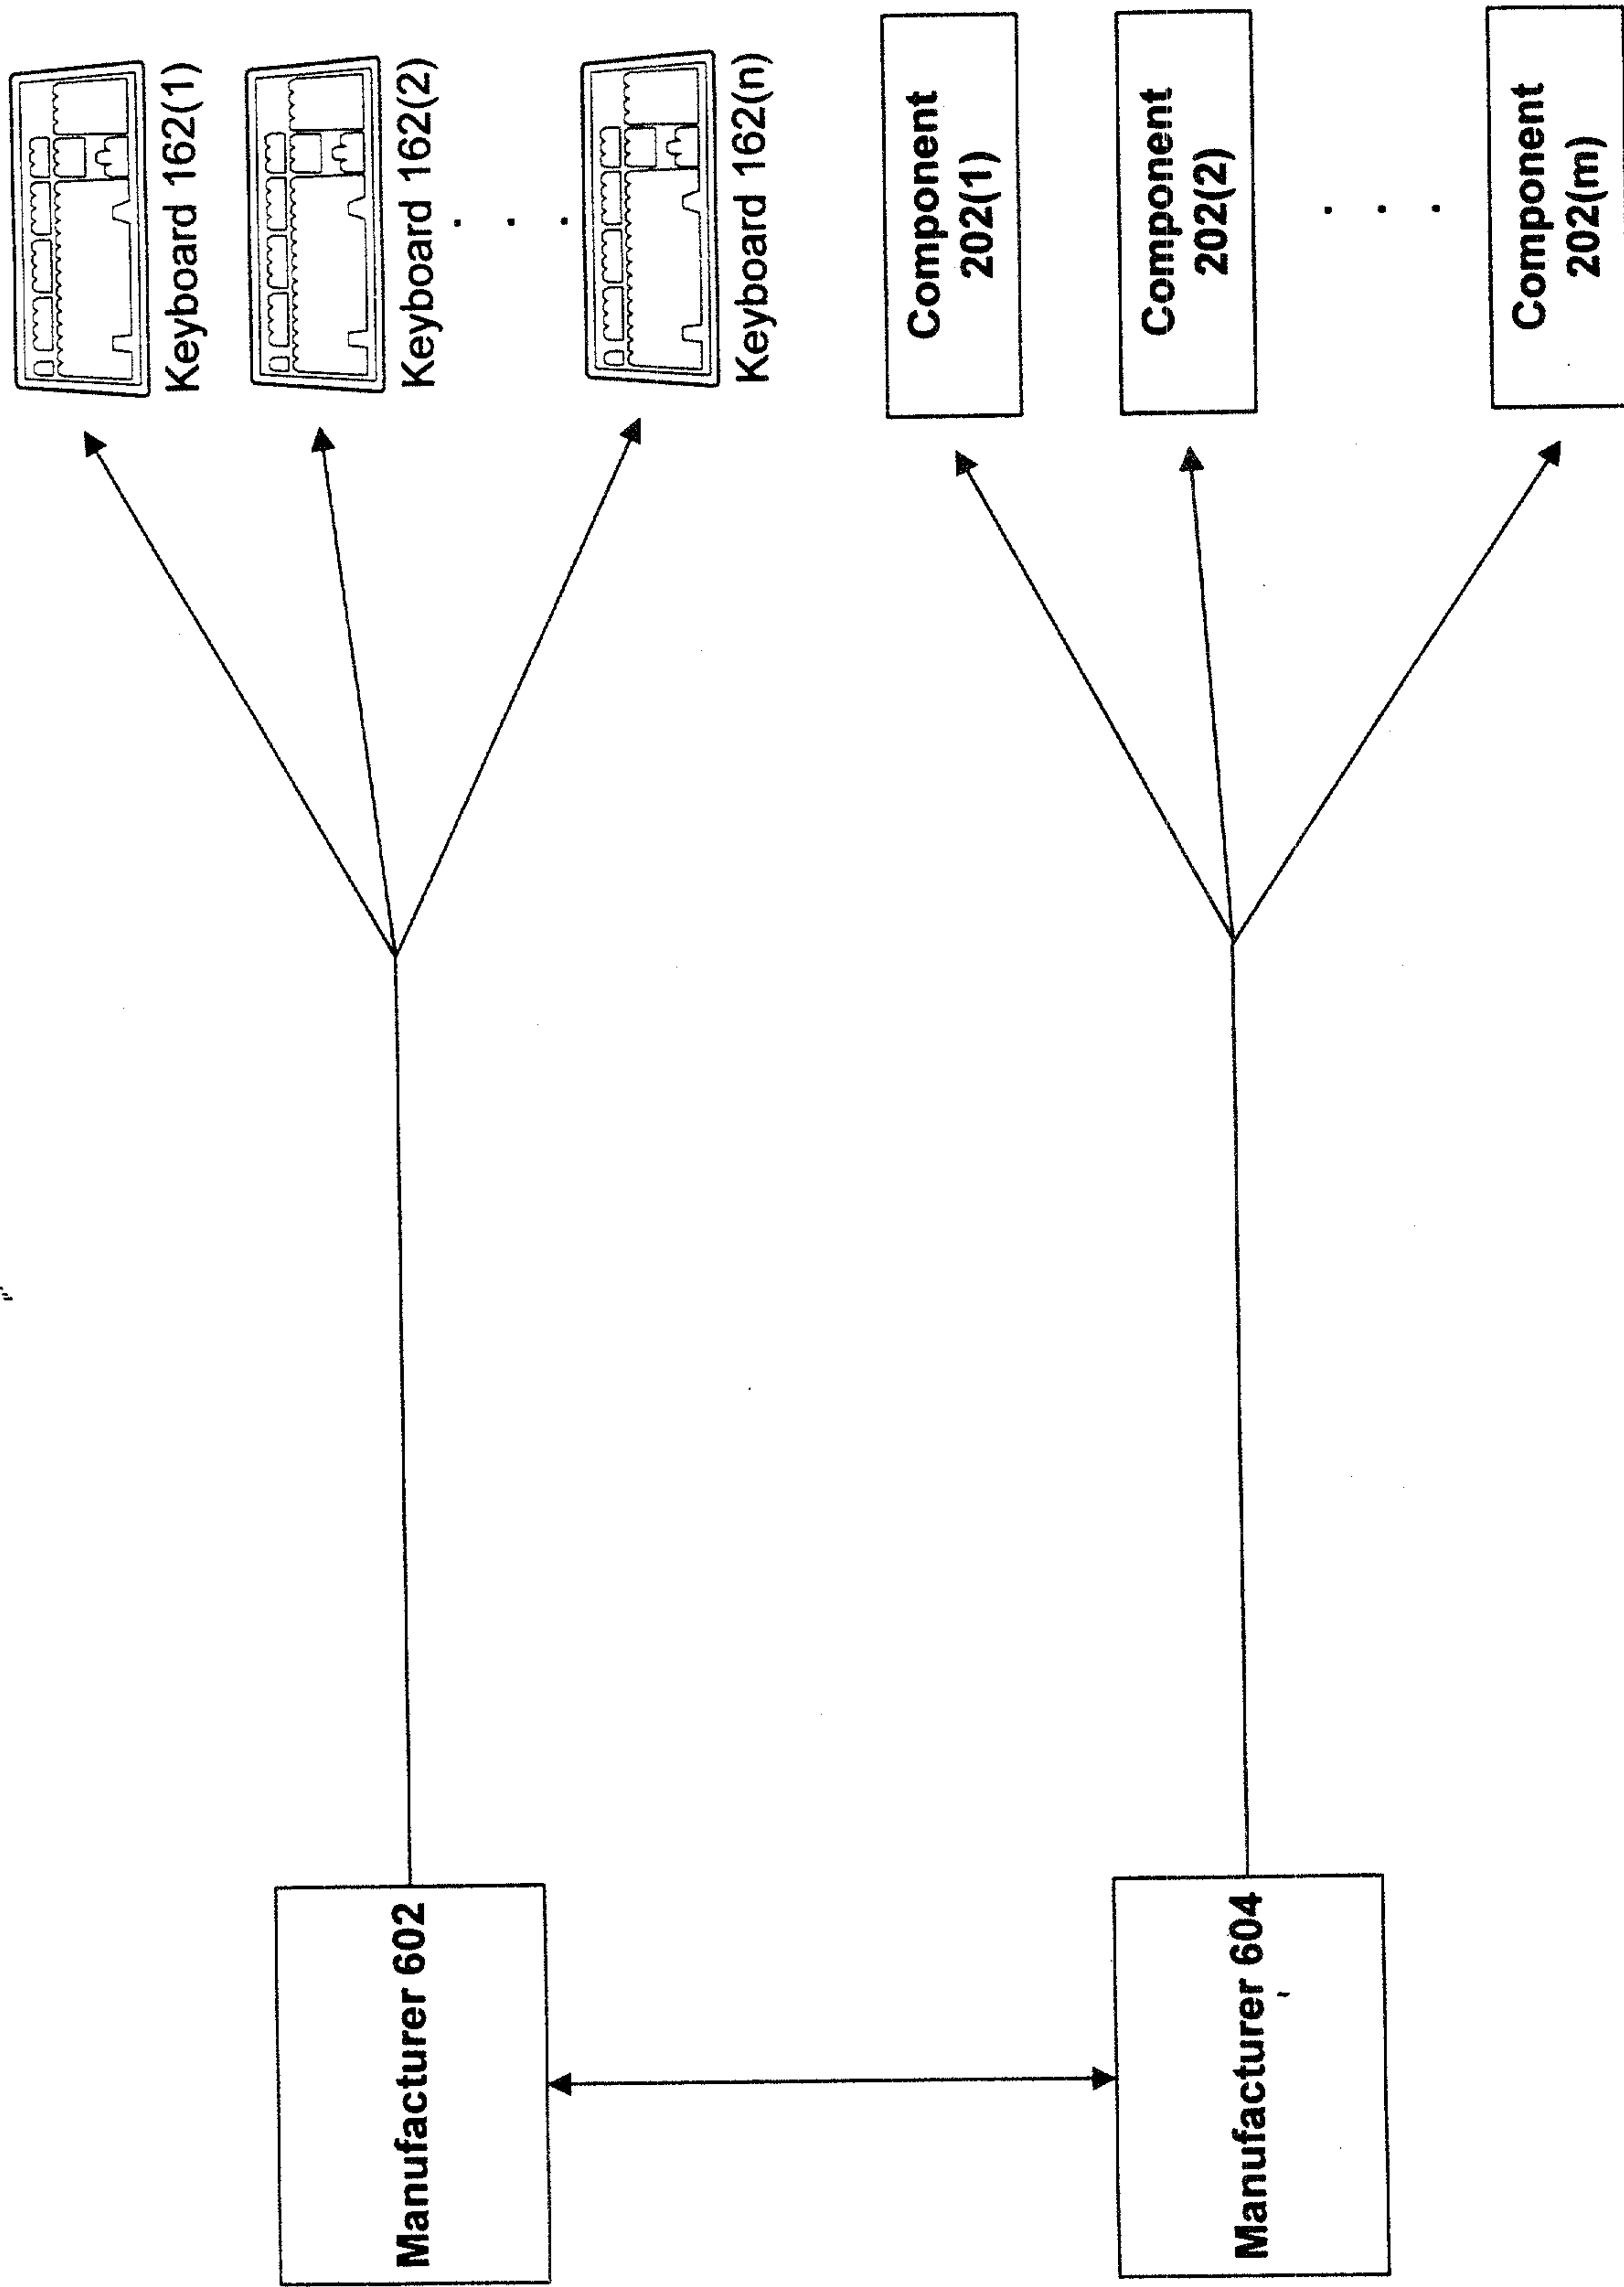 Manufacturer 602
Keyboard 162(1)
Keyboard 162(2)
. . .
Keyboard 162(n)
Manufacturer 604
Component
202(1)
Component
202(2)
. . .
Component
202(m)